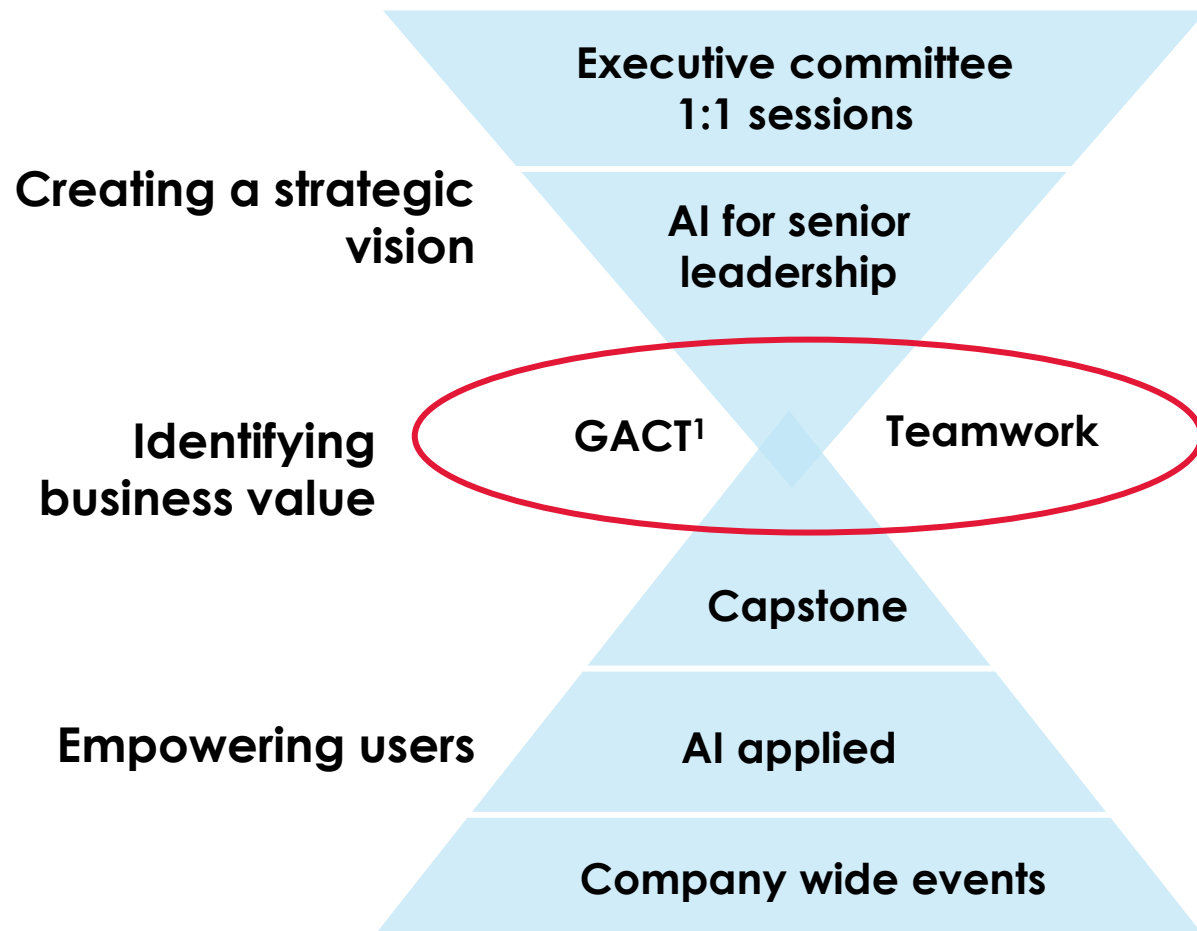 Executive committee
1:1 sessions
Creating a strategic
vision
AI for senior
leadership
Identifying
business value
GACT¹
Teamwork
Capstone
Empowering users
AI applied
Company wide events